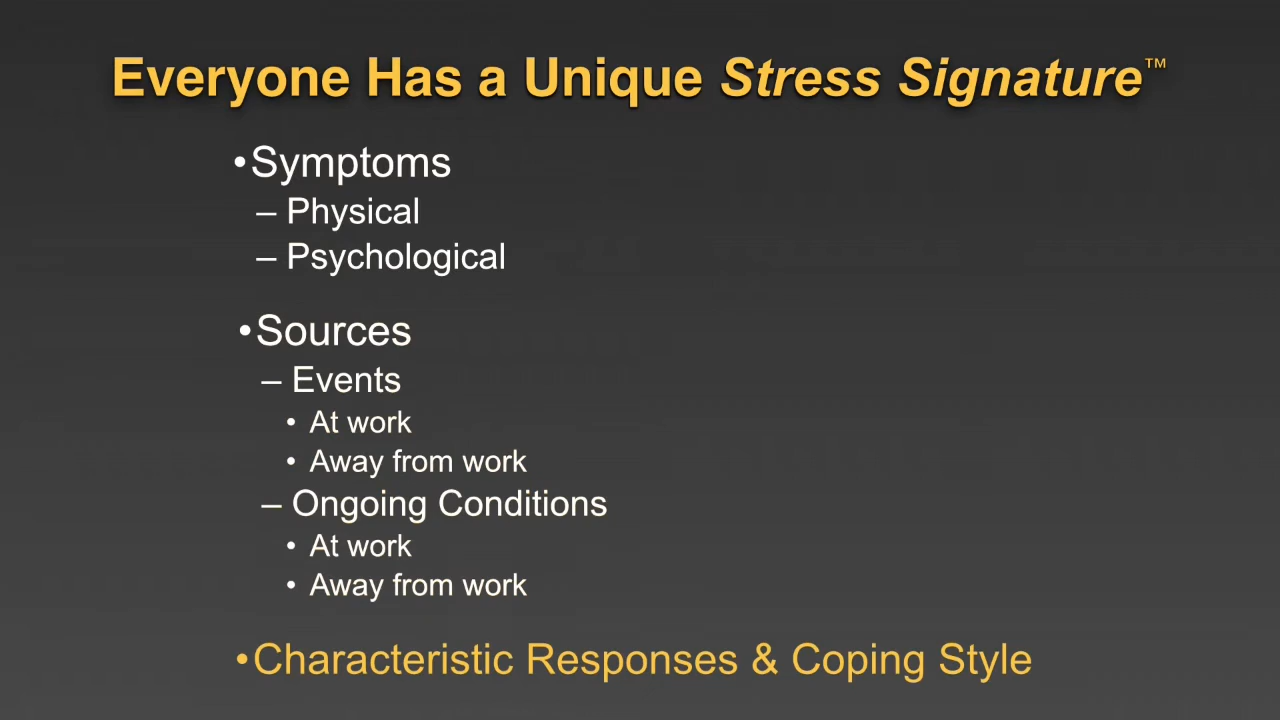 Everyone Has a Unique Stress Signature™
•Symptoms
– Physical
– Psychological
•Sources
– Events
• At work
• Away from work
– Ongoing Conditions
• At work
• Away from work
•Characteristic Responses & Coping Style